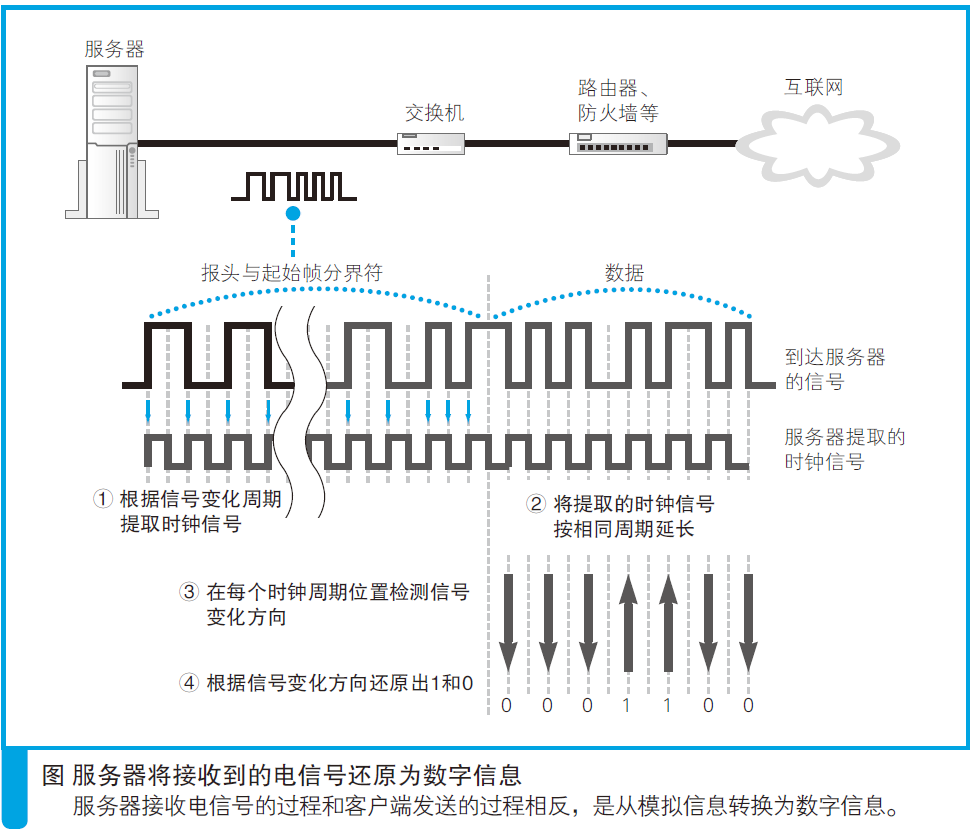 服务器
交换机
路由器、
防火墙等
互联网
报头与起始帧分界符
数据
到达服务器
的信号
服务器提取的
时钟信号
① 根据信号变化周期
提取时钟信号
② 将提取的时钟信号
按相同周期延长
③ 在每个时钟周期位置检测信号
变化方向
④ 根据信号变化方向还原出1和0
0 0 0 1 1 0 0
图 服务器将接收到的电信号还原为数字信息
服务器接收电信号的过程和客户端发送的过程相反，是从模拟信息转换为数字信息。